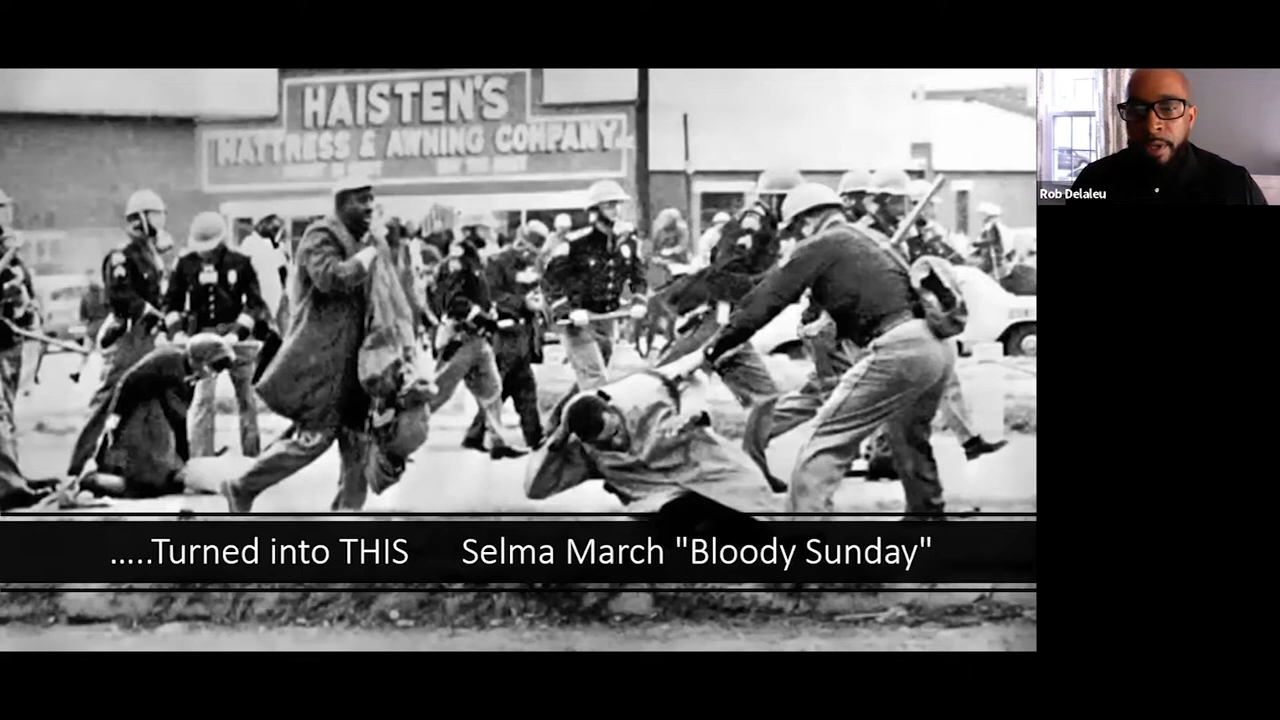 HAISTEN'S
MATTRESS & AWNING COMPANY
Rob Delaleu
.....Turned into THIS Selma March "Bloody Sunday"